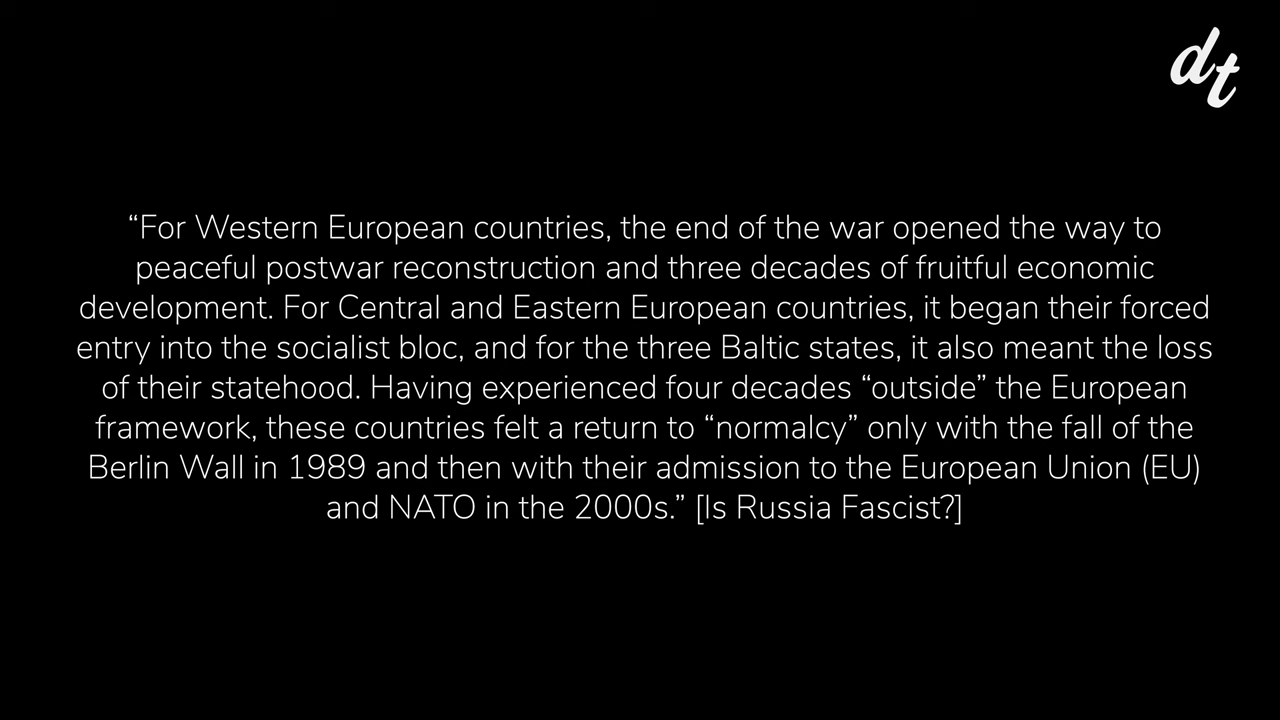 dt
“For Western European countries, the end of the war opened the way to
peaceful postwar reconstruction and three decades of fruitful economic
development. For Central and Eastern European countries, it began their forced
entry into the socialist bloc, and for the three Baltic states, it also meant the loss
of their statehood. Having experienced four decades “outside” the European
framework, these countries felt a return to “normalcy” only with the fall of the
Berlin Wall in 1989 and then with their admission to the European Union (EU)
and NATO in the 2000s.” [Is Russia Fascist?]